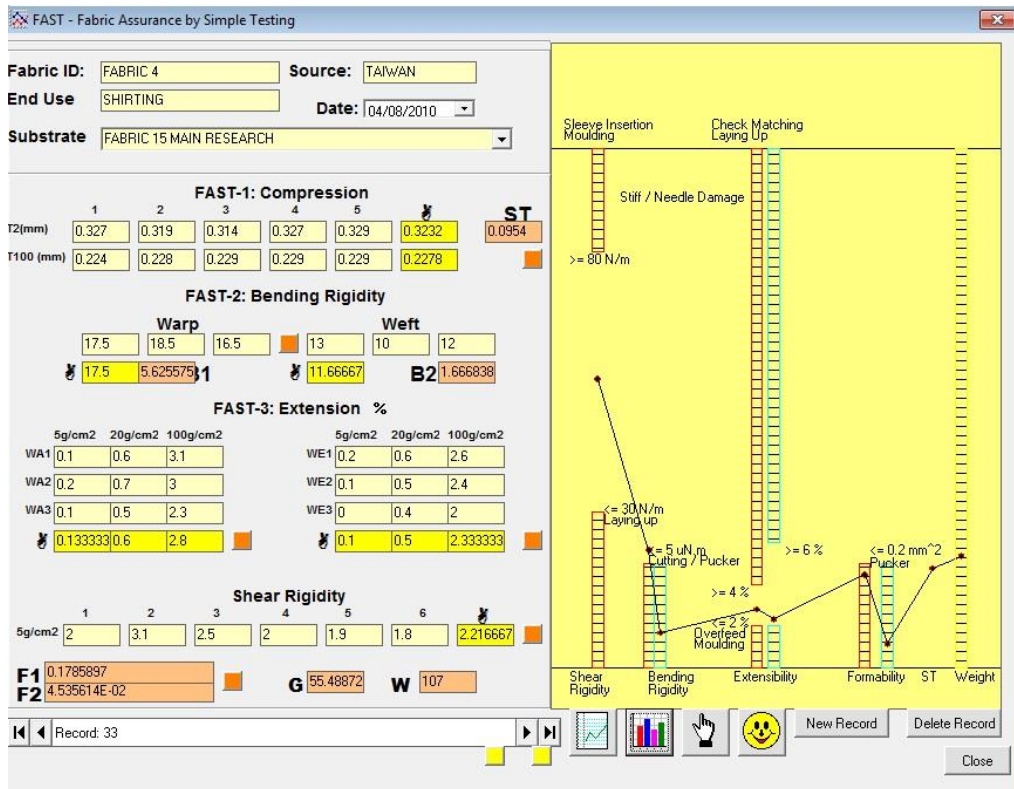 FAST - Fabric Assurance by Simple Testing
Fabric ID: FABRIC 4 Source: TAIWAN
End Use SHIRTING Date: 04/08/2010
Substrate FABRIC 15 MAIN RESEARCH
FAST-1: Compression
1 2 3 4 5 ST
T2(mm) 0.327 0.319 0.314 0.327 0.329 0.3232 0.0954
T100 (mm) 0.224 0.228 0.229 0.229 0.229 0.2278
FAST-2: Bending Rigidity
Warp Weft
17.5 18.5 16.5 13 10 12
17.5 5.625575 B1 11.66667 B2 1.666838
FAST-3: Extension %
5g/cm2 20g/cm2 100g/cm2 5g/cm2 20g/cm2 100g/cm2
WA1 0.1 0.6 3.1 WE1 0.2 0.6 2.6
WA2 0.2 0.7 3 WE2 0.1 0.5 2.4
WA3 0.1 0.5 2.3 WE3 0 0.4 2
0.133333 0.6 2.8 0.1 0.5 2.333333
Shear Rigidity
1 2 3 4 5 6
5g/cm2 2 3.1 2.5 2 1.9 1.8 2.216667
F1 0.1785897
F2 4.535614E-02
G 55.48872 W 107
Record: 33
Sleeve Insertion Check Matching
Moulding Laying Up
Stiff / Needle Damage
>= 80 N/m
<= 30 N/m
Laying up
<= 5 uN.m >= 6 % <= 0.2 mm^2
Cutting / Pucker Pucker
>= 4 %
<= 2 %
Overfeed
Moulding
Shear Bending Extensibility Formability ST Weight
Rigidity Rigidity
New Record Delete Record
Close